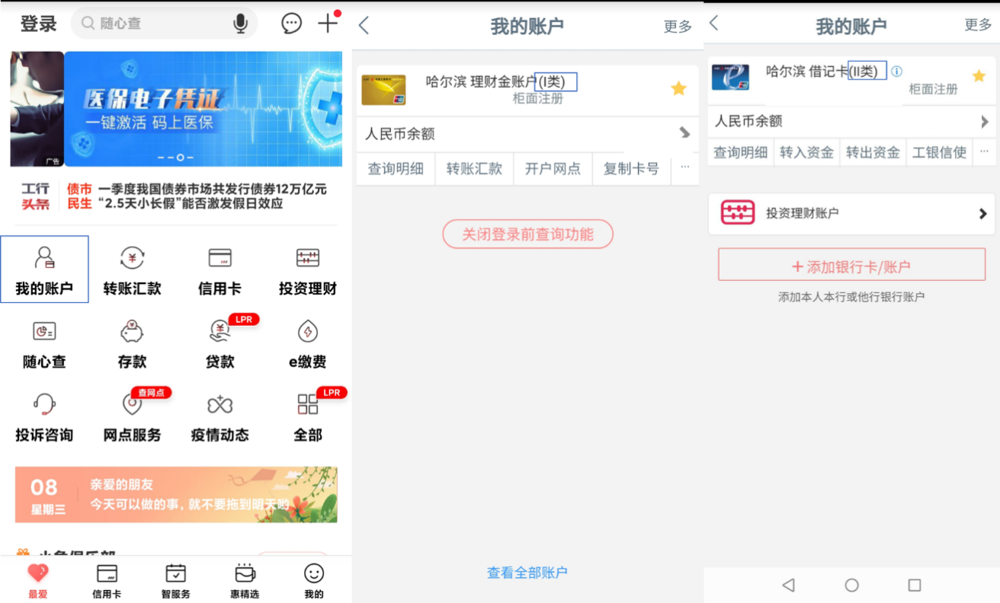 登录
随心查
医保电子凭证
一键激活 码上医保
广告
工行
头条
债市 一季度我国债券市场共发行债券12万亿元
民生 “2.5天小长假”能否激发假日效应
我的账户
转账汇款
信用卡
投资理财
随心查
存款
LPR
贷款
e缴费
投诉咨询
查网点
网点服务
疫情动态
LPR
全部
08
星期三
亲爱的朋友
今天可以做的事，就不要拖到明天哟
最爱
信用卡
智服务
惠精选
我的
我的账户
更多
哈尔滨 理财金账户(I类)
柜面注册
人民币余额
查询明细
转账汇款
开户网点
复制卡号
...
关闭登录前查询功能
查看全部账户
我的账户
更多
哈尔滨 借记卡(II类)
柜面注册
人民币余额
查询明细
转入资金
转出资金
工银信使
...
投资理财账户
+添加银行卡/账户
添加本人本行或他行银行账户